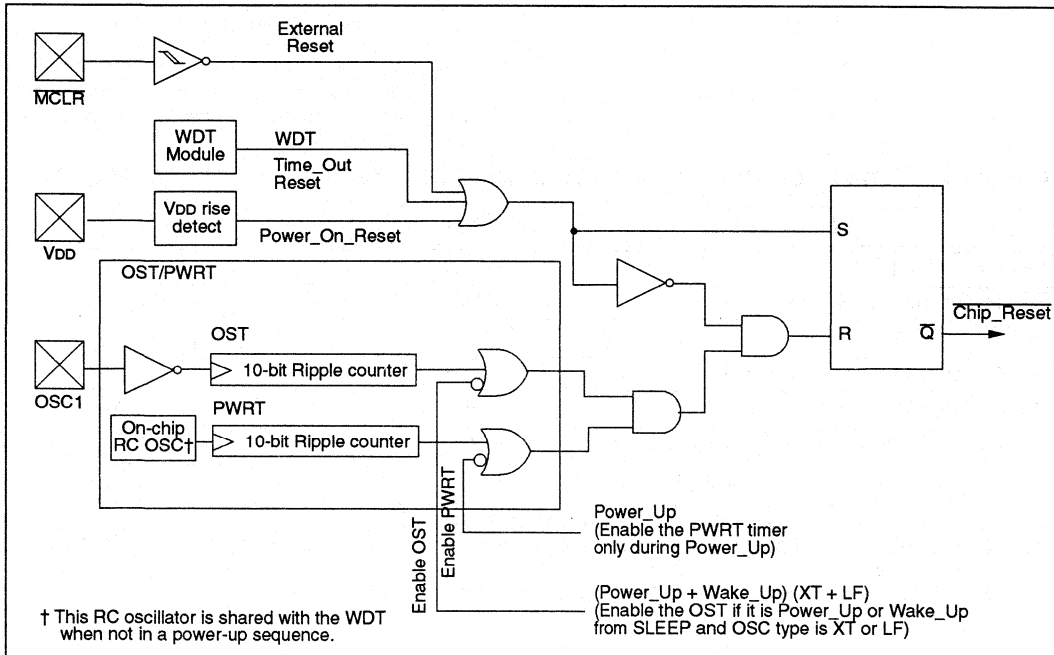 External
Reset
MCLR
WDT
Module
WDT
Time_Out
Reset
VDD rise
detect
Power_On_Reset
VDD
OST/PWRT
S
R
Q
Chip_Reset
OST
10-bit Ripple counter
OSC1
PWRT
On-chip
RC OSC†
10-bit Ripple counter
Enable OST
Enable PWRT
Power_Up
(Enable the PWRT timer
only during Power_Up)
(Power_Up + Wake_Up) (XT + LF)
(Enable the OST if it is Power_Up or Wake_Up
from SLEEP and OSC type is XT or LF)
† This RC oscillator is shared with the WDT
when not in a power-up sequence.